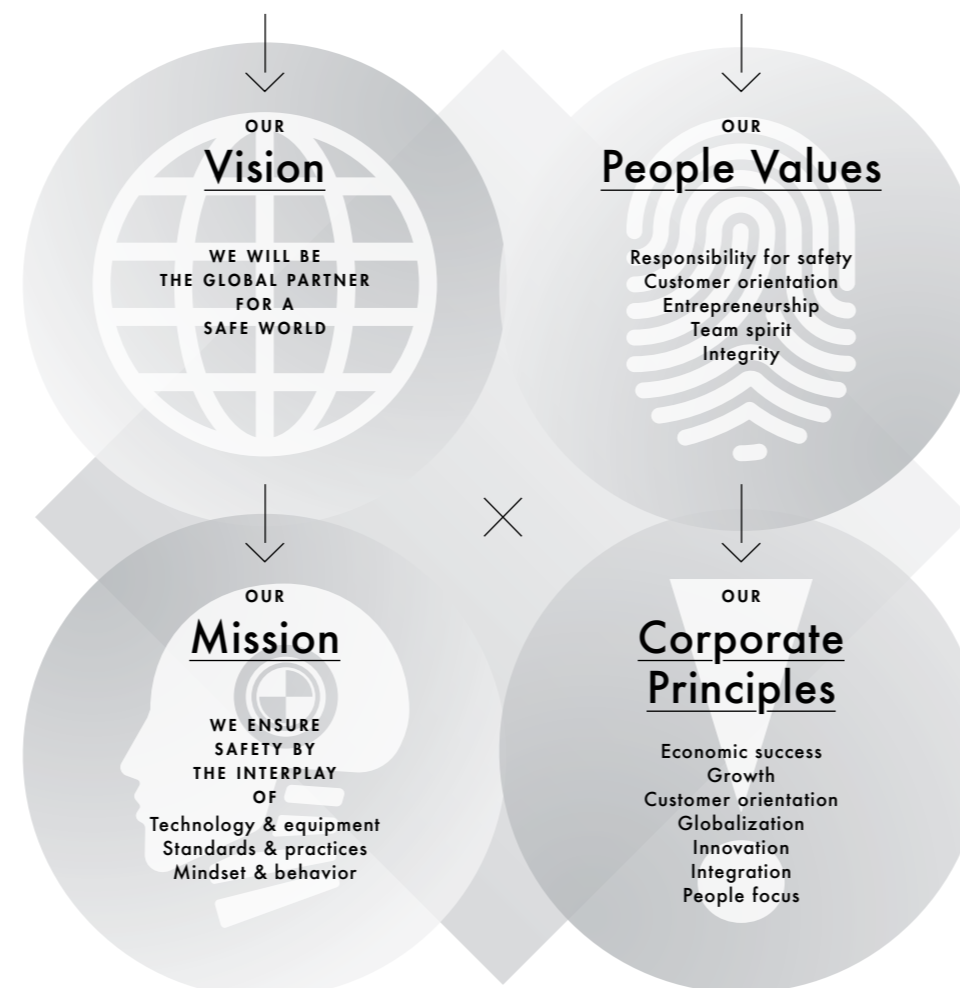 OUR
Vision
WE WILL BE
THE GLOBAL PARTNER
FOR A
SAFE WORLD
OUR
People Values
Responsibility for safety
Customer orientation
Entrepreneurship
Team spirit
Integrity
OUR
Mission
WE ENSURE
SAFETY BY
THE INTERPLAY
OF
Technology & equipment
Standards & practices
Mindset & behavior
OUR
Corporate
Principles
Economic success
Growth
Customer orientation
Globalization
Innovation
Integration
People focus